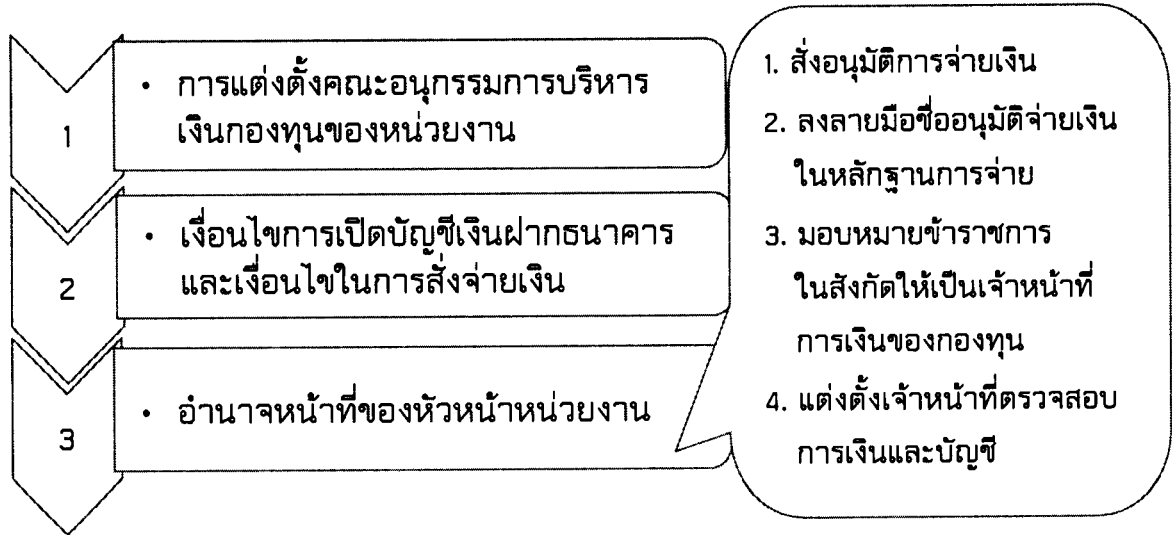 1
• การแต่งตั้งคณะอนุกรรมการบริหาร
เงินกองทุนของหน่วยงาน
2
• เงื่อนไขการเปิดบัญชีเงินฝากธนาคาร
และเงื่อนไขในการสั่งจ่ายเงิน
3
• อำนาจหน้าที่ของหัวหน้าหน่วยงาน
1. สั่งอนุมัติการจ่ายเงิน
2. ลงลายมือชื่ออนุมัติจ่ายเงิน
ในหลักฐานการจ่าย
3. มอบหมายข้าราชการ
ในสังกัดให้เป็นเจ้าหน้าที่
การเงินของกองทุน
4. แต่งตั้งเจ้าหน้าที่ตรวจสอบ
การเงินและบัญชี